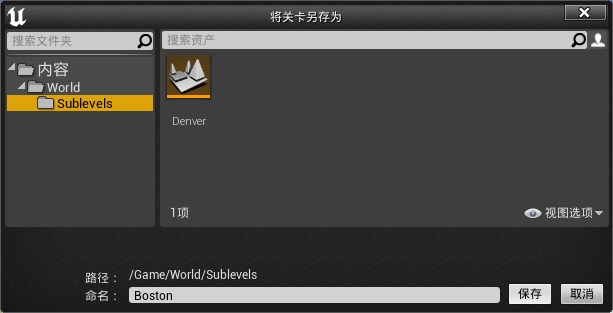 将关卡另存为
搜索文件夹
搜索资产
内容
World
Sublevels
Denver
1项
视图选项
路径： /Game/World/Sublevels
命名： Boston
保存
取消